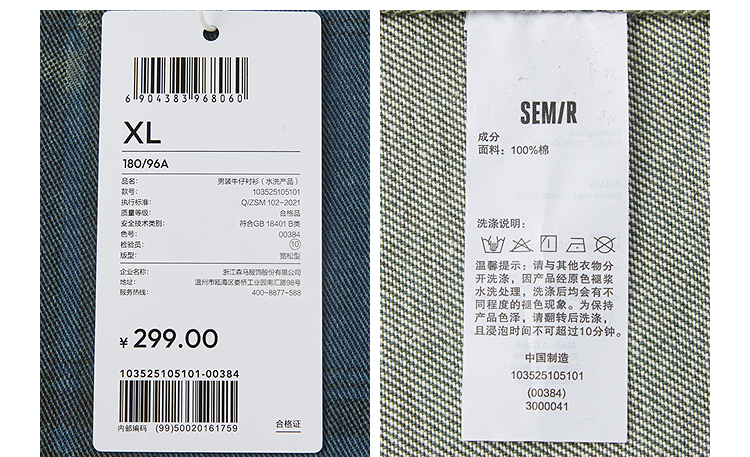 6 904383 968060
XL
180/96A
品名: 男装牛仔衬衫（水洗产品）
款号: 103525105101
执行标准: Q/ZSM 102-2021
质量等级: 合格品
安全技术类别: 符合GB 18401 B类
色号: 00384
检验员: 10
版型: 宽松型
企业名称: 浙江森马服饰股份有限公司
地址: 温州市瓯海区娄桥工业园南汇路98号
服务热线: 400-8877-588
¥ 299.00
103525105101-00384
内部编码 (99)50020161759
合格证
SEM/R
成分
面料: 100%棉
洗涤说明:
温馨提示: 请与其他衣物分
开洗涤, 因产品经原色褪浆
水洗处理, 洗涤后均会有不
同程度的褪色现象。为保持
产品色泽, 请翻转后洗涤,
且浸泡时间不可超过10分钟。
中国制造
103525105101
(00384)
3000041